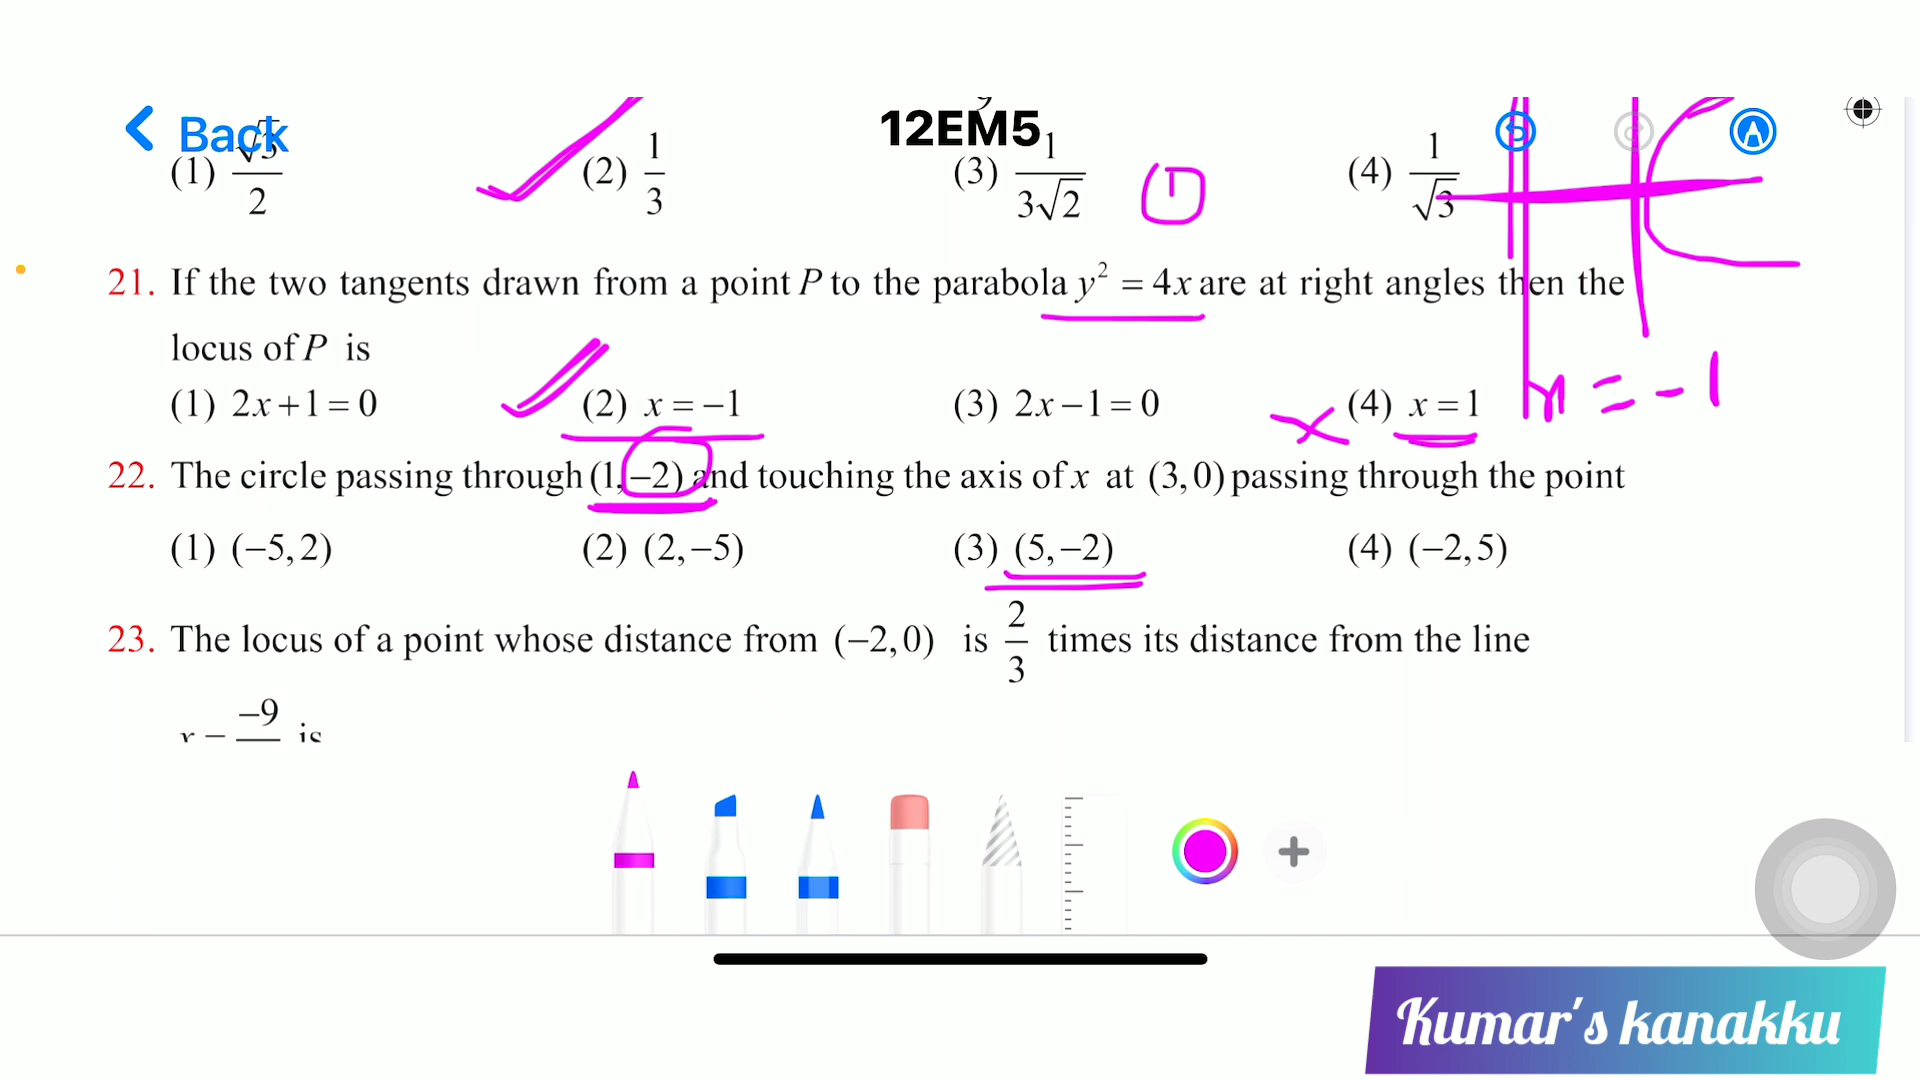 Back
12EM5
(1) √3/2 (2) 1/3 (3) 1/3√2 (4) 1/√3
1
21. If the two tangents drawn from a point P to the parabola y² = 4x are at right angles then the
locus of P is
(1) 2x+1=0 (2) x=−1 (3) 2x−1=0 (4) x=1
x = -1
22. The circle passing through (1,−2) and touching the axis of x at (3,0) passing through the point
(1) (−5,2) (2) (2,−5) (3) (5,−2) (4) (−2,5)
23. The locus of a point whose distance from (−2,0) is 2/3 times its distance from the line
−9 is
Kumar's kanakku